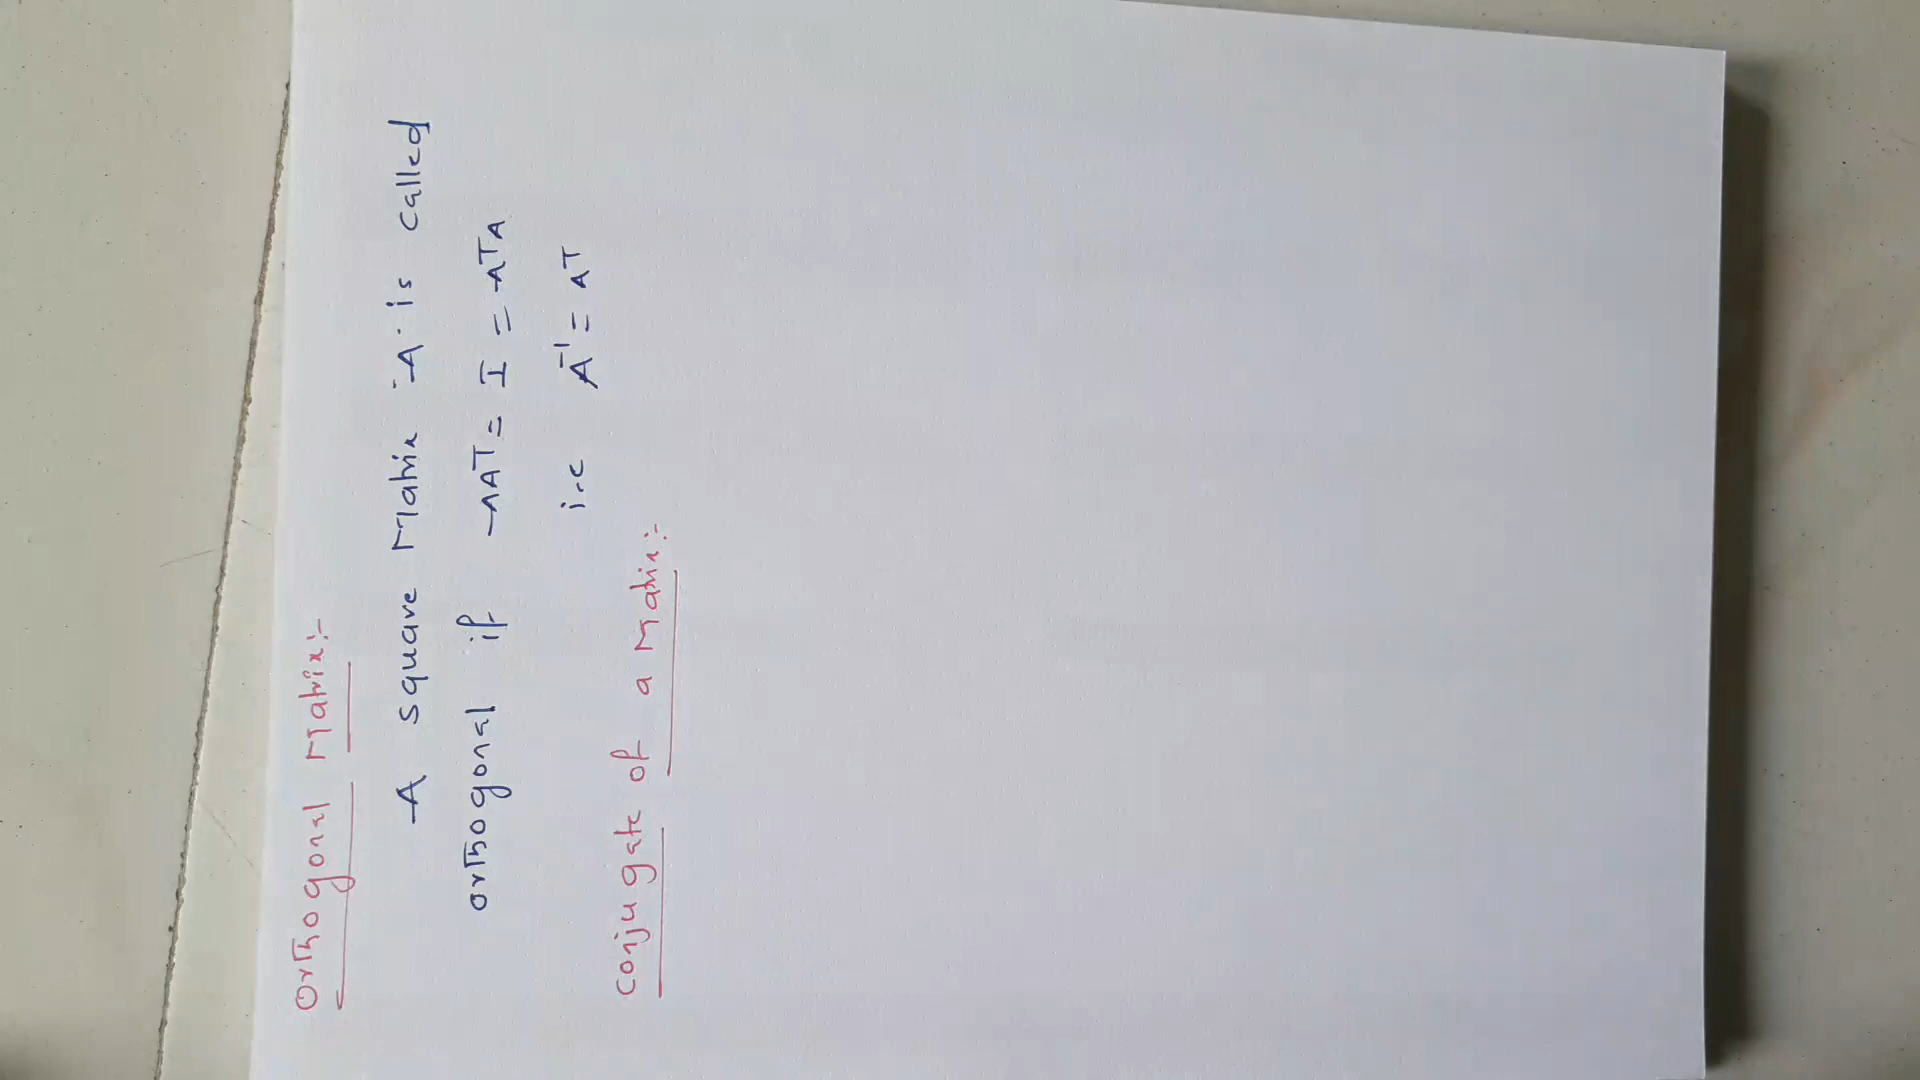 Orthogonal Matrix:-
A square Matrix 'A' is called
orthogonal if AAᵀ = I = AᵀA
i.e A⁻¹ = Aᵀ
Conjugate of a Matrix:-